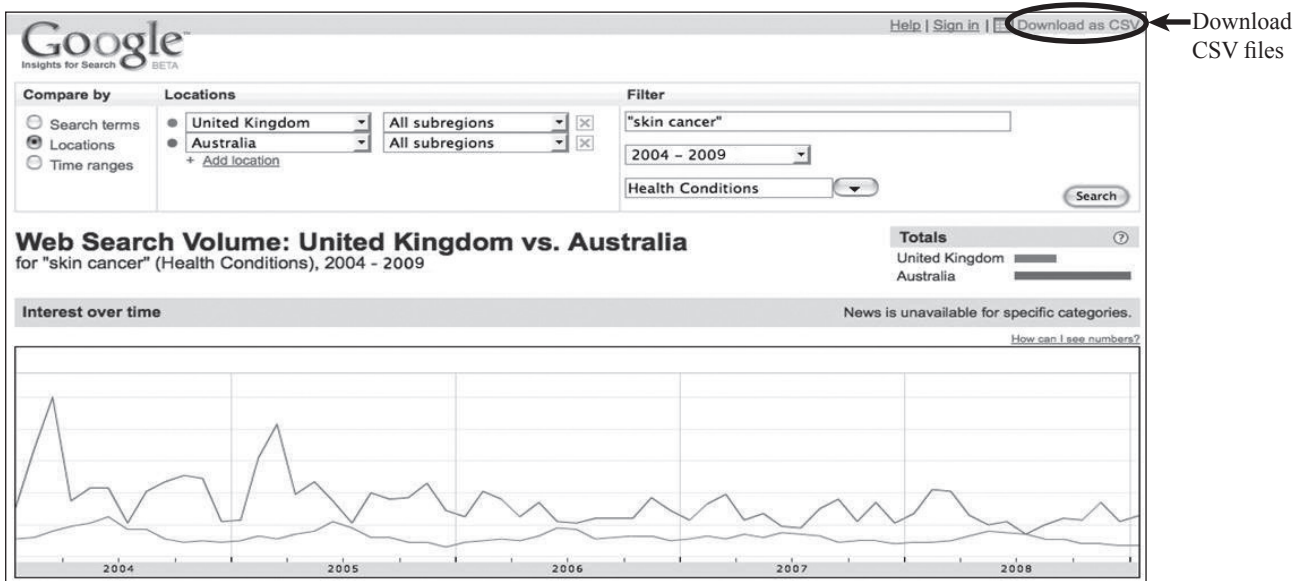 Help | Sign in | Download as CSV
Download
CSV files
Google™
Insights for Search BETA
Compare by
Search terms
Locations
Time ranges
Locations
United Kingdom All subregions
Australia All subregions
+ Add location
Filter
"skin cancer"
2004 – 2009
Health Conditions
Search
Web Search Volume: United Kingdom vs. Australia
for "skin cancer" (Health Conditions), 2004 - 2009
Totals ?
United Kingdom
Australia
Interest over time
News is unavailable for specific categories.
How can I see numbers?
2004 2005 2006 2007 2008